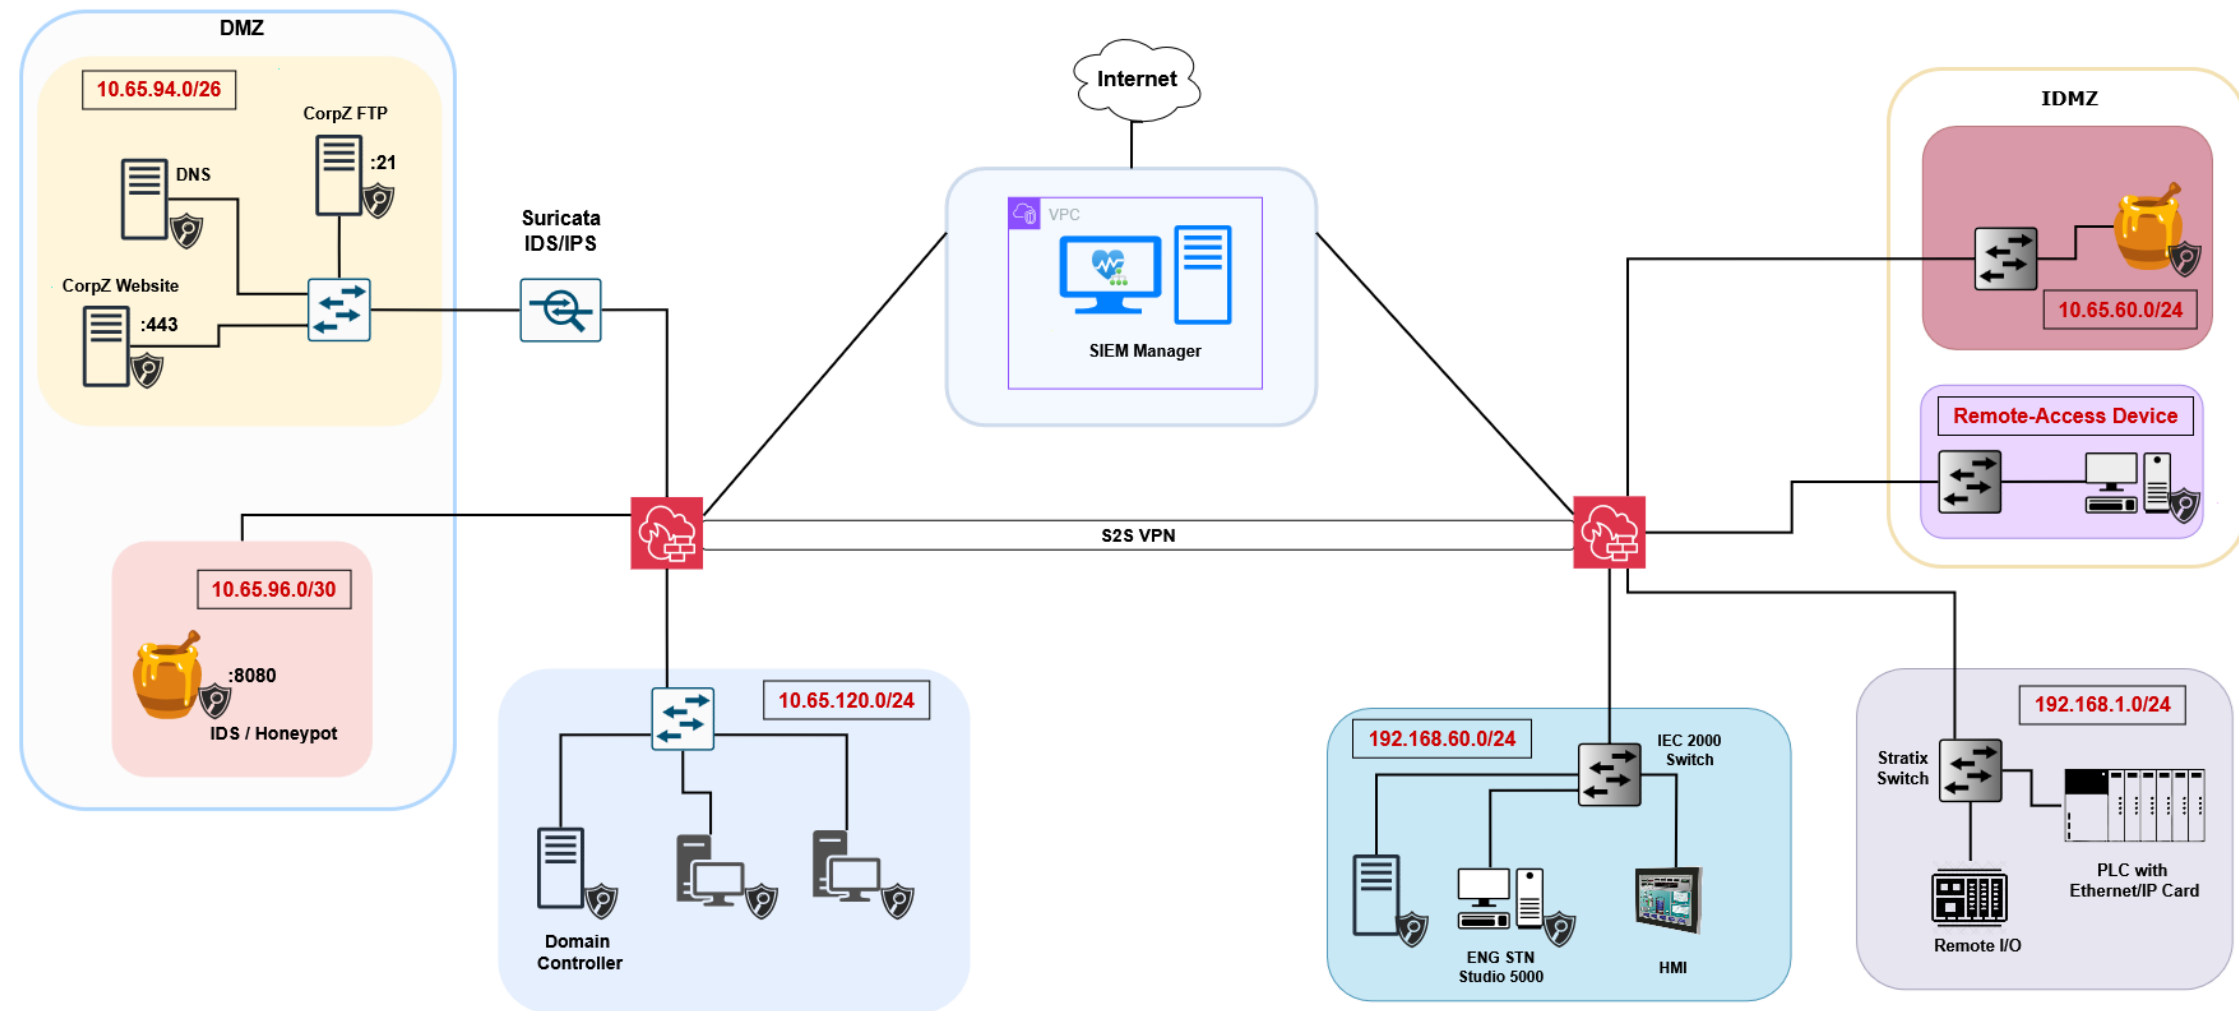 DMZ
10.65.94.0/26
CorpZ FTP
:21
DNS
CorpZ Website
:443
Suricata
IDS/IPS
10.65.96.0/30
:8080
IDS / Honeypot
Internet
VPC
SIEM Manager
S2S VPN
10.65.120.0/24
Domain
Controller
IDMZ
10.65.60.0/24
Remote-Access Device
192.168.60.0/24
IEC 2000
Switch
ENG STN
Studio 5000
HMI
192.168.1.0/24
Stratix
Switch
PLC with
Ethernet/IP Card
Remote I/O